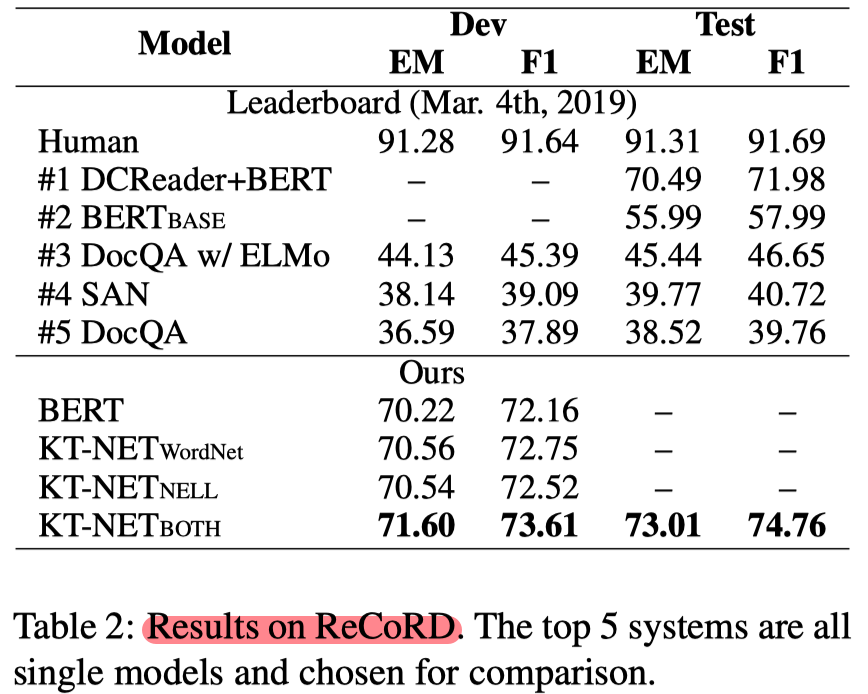 Model Dev Test
EM F1 EM F1
Leaderboard (Mar. 4th, 2019)
Human 91.28 91.64 91.31 91.69
#1 DCReader+BERT – – 70.49 71.98
#2 BERTBASE – – 55.99 57.99
#3 DocQA w/ ELMo 44.13 45.39 45.44 46.65
#4 SAN 38.14 39.09 39.77 40.72
#5 DocQA 36.59 37.89 38.52 39.76
Ours
BERT 70.22 72.16 – –
KT-NETWordNet 70.56 72.75 – –
KT-NETNELL 70.54 72.52 – –
KT-NETBOTH 71.60 73.61 73.01 74.76
Table 2: Results on ReCoRD. The top 5 systems are all
single models and chosen for comparison.